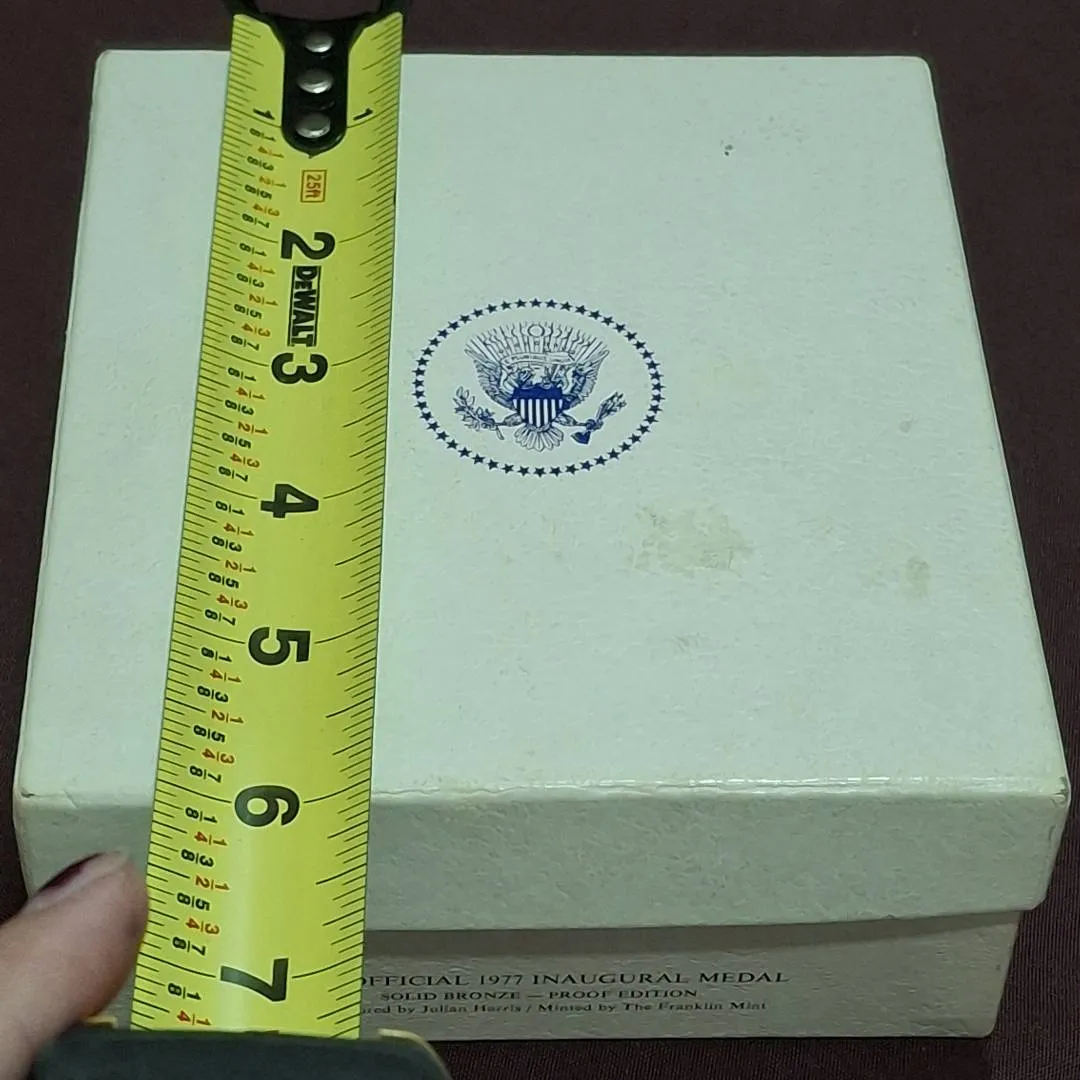 1 1
25ft
2
DEWALT
3
4
5
6
7
OFFICIAL 1977 INAUGURAL MEDAL
SOLID BRONZE — PROOF EDITION
by Julian Harris / Minted by The Franklin Mint